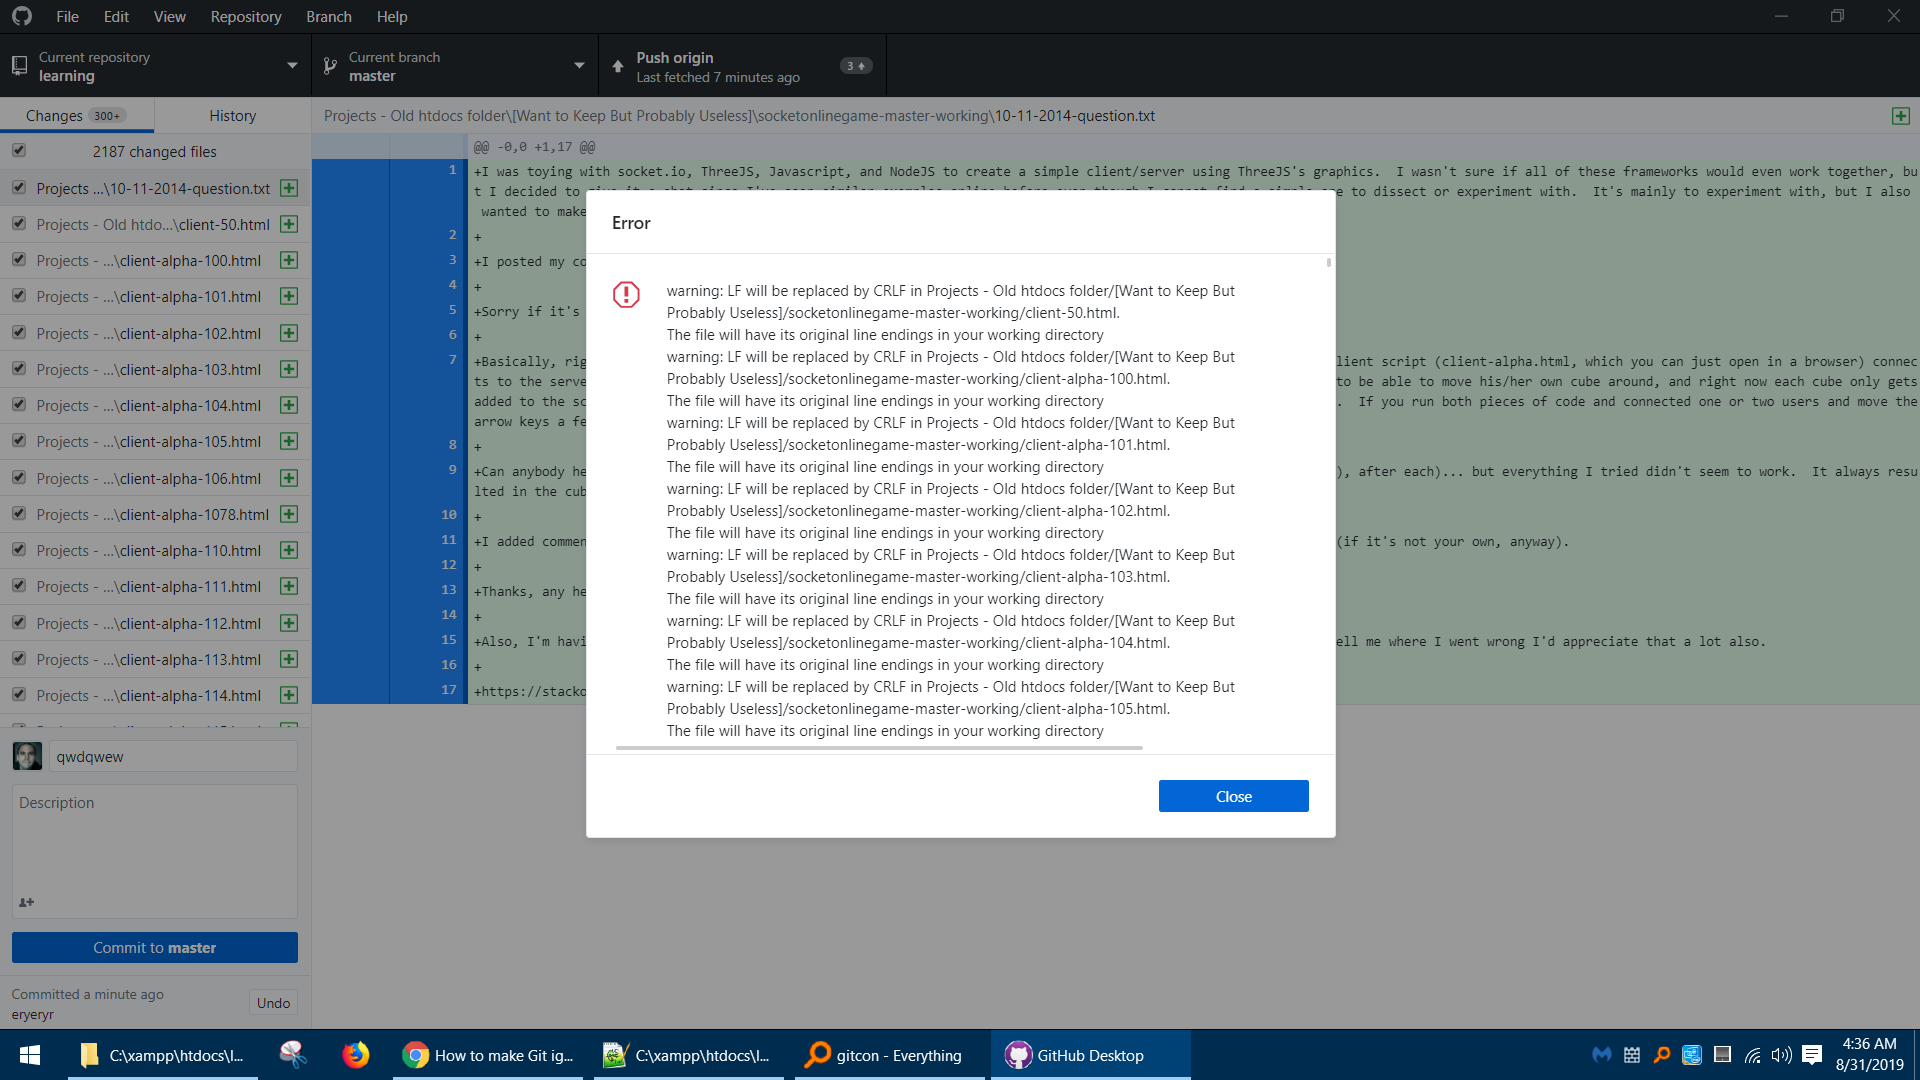 File Edit View Repository Branch Help
Current repository
learning
Current branch
master
Push origin
Last fetched 7 minutes ago
3
Changes 300+
History
Projects - Old htdocs folder\[Want to Keep But Probably Useless]\socketonlinegame-master-working\10-11-2014-question.txt
2187 changed files
Projects ...\10-11-2014-question.txt
Projects - Old htdo...\client-50.html
Projects - ...\client-alpha-100.html
Projects - ...\client-alpha-101.html
Projects - ...\client-alpha-102.html
Projects - ...\client-alpha-103.html
Projects - ...\client-alpha-104.html
Projects - ...\client-alpha-105.html
Projects - ...\client-alpha-106.html
Projects - ...\client-alpha-1078.html
Projects - ...\client-alpha-110.html
Projects - ...\client-alpha-111.html
Projects - ...\client-alpha-112.html
Projects - ...\client-alpha-113.html
Projects - ...\client-alpha-114.html
qwdqwew
Description
Commit to master
Committed a minute ago
eryeryr
Undo
@@ -0,0 +1,17 @@
1 +I was toying with socket.io, ThreeJS, Javascript, and NodeJS to create a simple client/server using ThreeJS's graphics.  I wasn't sure if all of these frameworks would even work together, bu
t I decided to
e to dissect or experiment with.  It's mainly to experiment with, but I also
wanted to make
2 +
3 +I posted my co
4 +
5 +Sorry if it's
6 +
7 +Basically, rig
lient script (client-alpha.html, which you can just open in a browser) connec
ts to the serve
to be able to move his/her own cube around, and right now each cube only gets
added to the sc
.  If you run both pieces of code and connected one or two users and move the
arrow keys a fe
8 +
9 +Can anybody he
), after each)... but everything I tried didn't seem to work.  It always resu
lted in the cub
10 +
11 +I added commen
(if it's not your own, anyway).
12 +
13 +Thanks, any he
14 +
15 +Also, I'm havi
ell me where I went wrong I'd appreciate that a lot also.
16 +
17 +https://stacko
Error
warning: LF will be replaced by CRLF in Projects - Old htdocs folder/[Want to Keep But
Probably Useless]/socketonlinegame-master-working/client-50.html.
The file will have its original line endings in your working directory
warning: LF will be replaced by CRLF in Projects - Old htdocs folder/[Want to Keep But
Probably Useless]/socketonlinegame-master-working/client-alpha-100.html.
The file will have its original line endings in your working directory
warning: LF will be replaced by CRLF in Projects - Old htdocs folder/[Want to Keep But
Probably Useless]/socketonlinegame-master-working/client-alpha-101.html.
The file will have its original line endings in your working directory
warning: LF will be replaced by CRLF in Projects - Old htdocs folder/[Want to Keep But
Probably Useless]/socketonlinegame-master-working/client-alpha-102.html.
The file will have its original line endings in your working directory
warning: LF will be replaced by CRLF in Projects - Old htdocs folder/[Want to Keep But
Probably Useless]/socketonlinegame-master-working/client-alpha-103.html.
The file will have its original line endings in your working directory
warning: LF will be replaced by CRLF in Projects - Old htdocs folder/[Want to Keep But
Probably Useless]/socketonlinegame-master-working/client-alpha-104.html.
The file will have its original line endings in your working directory
warning: LF will be replaced by CRLF in Projects - Old htdocs folder/[Want to Keep But
Probably Useless]/socketonlinegame-master-working/client-alpha-105.html.
The file will have its original line endings in your working directory
Close
C:\xampp\htdocs\l...
How to make Git ig...
C:\xampp\htdocs\l...
gitcon - Everything
GitHub Desktop
4:36 AM
8/31/2019